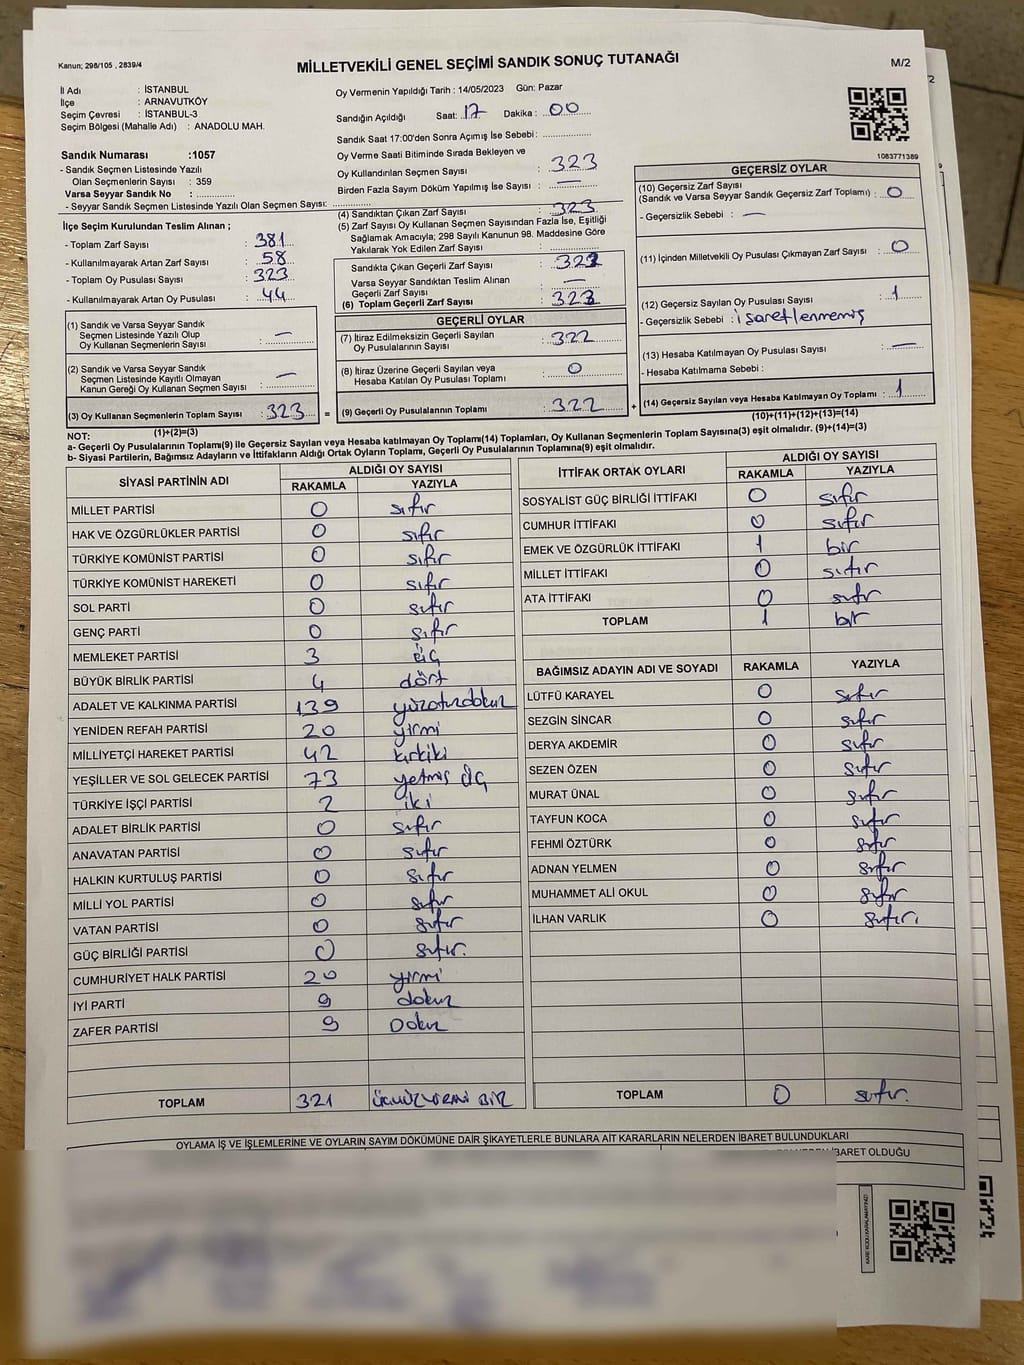 Kanun; 298/105 , 2839/4
MİLLETVEKİLİ GENEL SEÇİMİ SANDIK SONUÇ TUTANAĞI
M/2
İl Adı : İSTANBUL
İlçe : ARNAVUTKÖY
Seçim Çevresi : İSTANBUL-3
Seçim Bölgesi (Mahalle Adı) : ANADOLU MAH.
Oy Vermenin Yapıldığı Tarih : 14/05/2023 Gün: Pazar
Sandığın Açıldığı Saat: 17 Dakika : 00
Sandık Saat 17:00'den Sonra Açımış İse Sebebi:
Sandık Numarası :1057
- Sandık Seçmen Listesinde Yazılı
Olan Seçmenlerin Sayısı : 359
Varsa Seyyar Sandık No :
- Seyyar Sandık Seçmen Listesinde Yazılı Olan Seçmen Sayısı:
Oy Verme Saati Bitiminde Sırada Bekleyen ve
Oy Kullandırılan Seçmen Sayısı : 323
Birden Fazla Sayım Döküm Yapılmış İse Sayısı : —
1083771389
İlçe Seçim Kurulundan Teslim Alınan ;
- Toplam Zarf Sayısı : 381
- Kullanılmayarak Artan Zarf Sayısı : 58
- Toplam Oy Pusulası Sayısı : 323
- Kullanılmayarak Artan Oy Pusulası : 44
(4) Sandıktan Çıkan Zarf Sayısı : 323
(5) Zarf Sayısı Oy Kullanan Seçmen Sayısından Fazla İse, Eşitliği
Sağlamak Amacıyla; 298 Sayılı Kanunun 98. Maddesine Göre
Yakılarak Yok Edilen Zarf Sayısı :
Sandıkta Çıkan Geçerli Zarf Sayısı : 323
Varsa Seyyar Sandıktan Teslim Alınan
Geçerli Zarf Sayısı : —
(6) Toplam Geçerli Zarf Sayısı : 323
GEÇERSİZ OYLAR
(10) Geçersiz Zarf Sayısı
(Sandık ve Varsa Seyyar Sandık Geçersiz Zarf Toplamı) : 0
- Geçersizlik Sebebi : —
(11) İçinden Milletvekili Oy Pusulası Çıkmayan Zarf Sayısı : 0
(12) Geçersiz Sayılan Oy Pusulası Sayısı : 1
- Geçersizlik Sebebi : işaretlenmemiş
(13) Hesaba Katılmayan Oy Pusulası Sayısı : —
- Hesaba Katılmama Sebebi :
(14) Geçersiz Sayılan veya Hesaba Katılmayan Oy Toplamı : 1
(10)+(11)+(12)+(13)=(14)
(1) Sandık ve Varsa Seyyar Sandık
Seçmen Listesinde Yazılı Olup
Oy Kullanan Seçmenlerin Sayısı : —
(2) Sandık ve Varsa Seyyar Sandık
Seçmen Listesinde Kayıtlı Olmayan
Kanun Gereği Oy Kullanan Seçmen Sayısı : —
(3) Oy Kullanan Seçmenlerin Toplam Sayısı : 323 =
(1)+(2)=(3)
GEÇERLİ OYLAR
(7) İtiraz Edilmeksizin Geçerli Sayılan
Oy Pusulalarının Sayısı : 322
(8) İtiraz Üzerine Geçerli Sayılan veya
Hesaba Katılan Oy Pusulası Toplamı : 0
(9) Geçerli Oy Pusulalarının Toplamı : 322 +
NOT:
a- Geçerli Oy Pusulaları Toplamı(9) ile Geçersiz Sayılan veya Hesaba katılmayan Oy Toplam(14) Toplamları, Oy Kullanan Seçmenlerin Toplam Sayısına(3) eşit olmalıdır. (9)+(14)=(3)
b- Siyasi Partilerin, Bağımsız Adayların ve İttifakların Aldığı Ortak Oyların Toplamı, Geçerli Oy Pusulalarının Toplamına(9) eşit olmalıdır.
SİYASİ PARTİNİN ADI ALDIĞI OY SAYISI
RAKAMLA YAZIYLA
MİLLET PARTİSİ 0 sıfır
HAK VE ÖZGÜRLÜKLER PARTİSİ 0 sıfır
TÜRKİYE KOMÜNİST PARTİSİ 0 sıfır
TÜRKİYE KOMÜNİST HAREKETİ 0 sıfır
SOL PARTİ 0 sıfır
GENÇ PARTİ 0 sıfır
MEMLEKET PARTİSİ 3 üç
BÜYÜK BİRLİK PARTİSİ 4 dört
ADALET VE KALKINMA PARTİSİ 139 yüzotuzdokuz
YENİDEN REFAH PARTİSİ 20 yirmi
MİLLİYETÇİ HAREKET PARTİSİ 42 kırkiki
YEŞİLLER VE SOL GELECEK PARTİSİ 73 yetmiş üç
TÜRKİYE İŞÇİ PARTİSİ 2 iki
ADALET BİRLİK PARTİSİ 0 sıfır
ANAVATAN PARTİSİ 0 sıfır
HALKIN KURTULUŞ PARTİSİ 0 sıfır
MİLLİ YOL PARTİSİ 0 sıfır
VATAN PARTİSİ 0 sıfır
GÜÇ BİRLİĞİ PARTİSİ 0 sıfır.
CUMHURİYET HALK PARTİSİ 20 yirmi
İYİ PARTİ 9 dokuz
ZAFER PARTİSİ 9 Dokuz
TOPLAM 321 ÜÇYÜZYİRMİ BİR
İTTİFAK ORTAK OYLARI ALDIĞI OY SAYISI
RAKAMLA YAZIYLA
SOSYALİST GÜÇ BİRLİĞİ İTTİFAKI 0 sıfır
CUMHUR İTTİFAKI 0 sıfır
EMEK VE ÖZGÜRLÜK İTTİFAKI 1 bir
MİLLET İTTİFAKI 0 sıfır
ATA İTTİFAKI 0 sıfır
TOPLAM 1 bir
BAĞIMSIZ ADAYIN ADI VE SOYADI RAKAMLA YAZIYLA
LÜTFÜ KARAYEL 0 sıfır
SEZGİN SİNCAR 0 sıfır
DERYA AKDEMİR 0 sıfır
SEZEN ÖZEN 0 sıfır
MURAT ÜNAL 0 sıfır
TAYFUN KOCA 0 sıfır
FEHMİ ÖZTÜRK 0 sıfır
ADNAN YELMEN 0 sıfır
MUHAMMET ALİ OKUL 0 sıfır
İLHAN VARLIK 0 sıfır.
TOPLAM 0 sıfır.
OYLAMA İŞ VE İŞLEMLERİNE VE OYLARIN SAYIM DÖKÜMÜNE DAİR ŞİKAYETLERLE BUNLARA AİT KARARLARIN NELERDEN İBARET BULUNDUKLARI
İBARET OLDUĞU